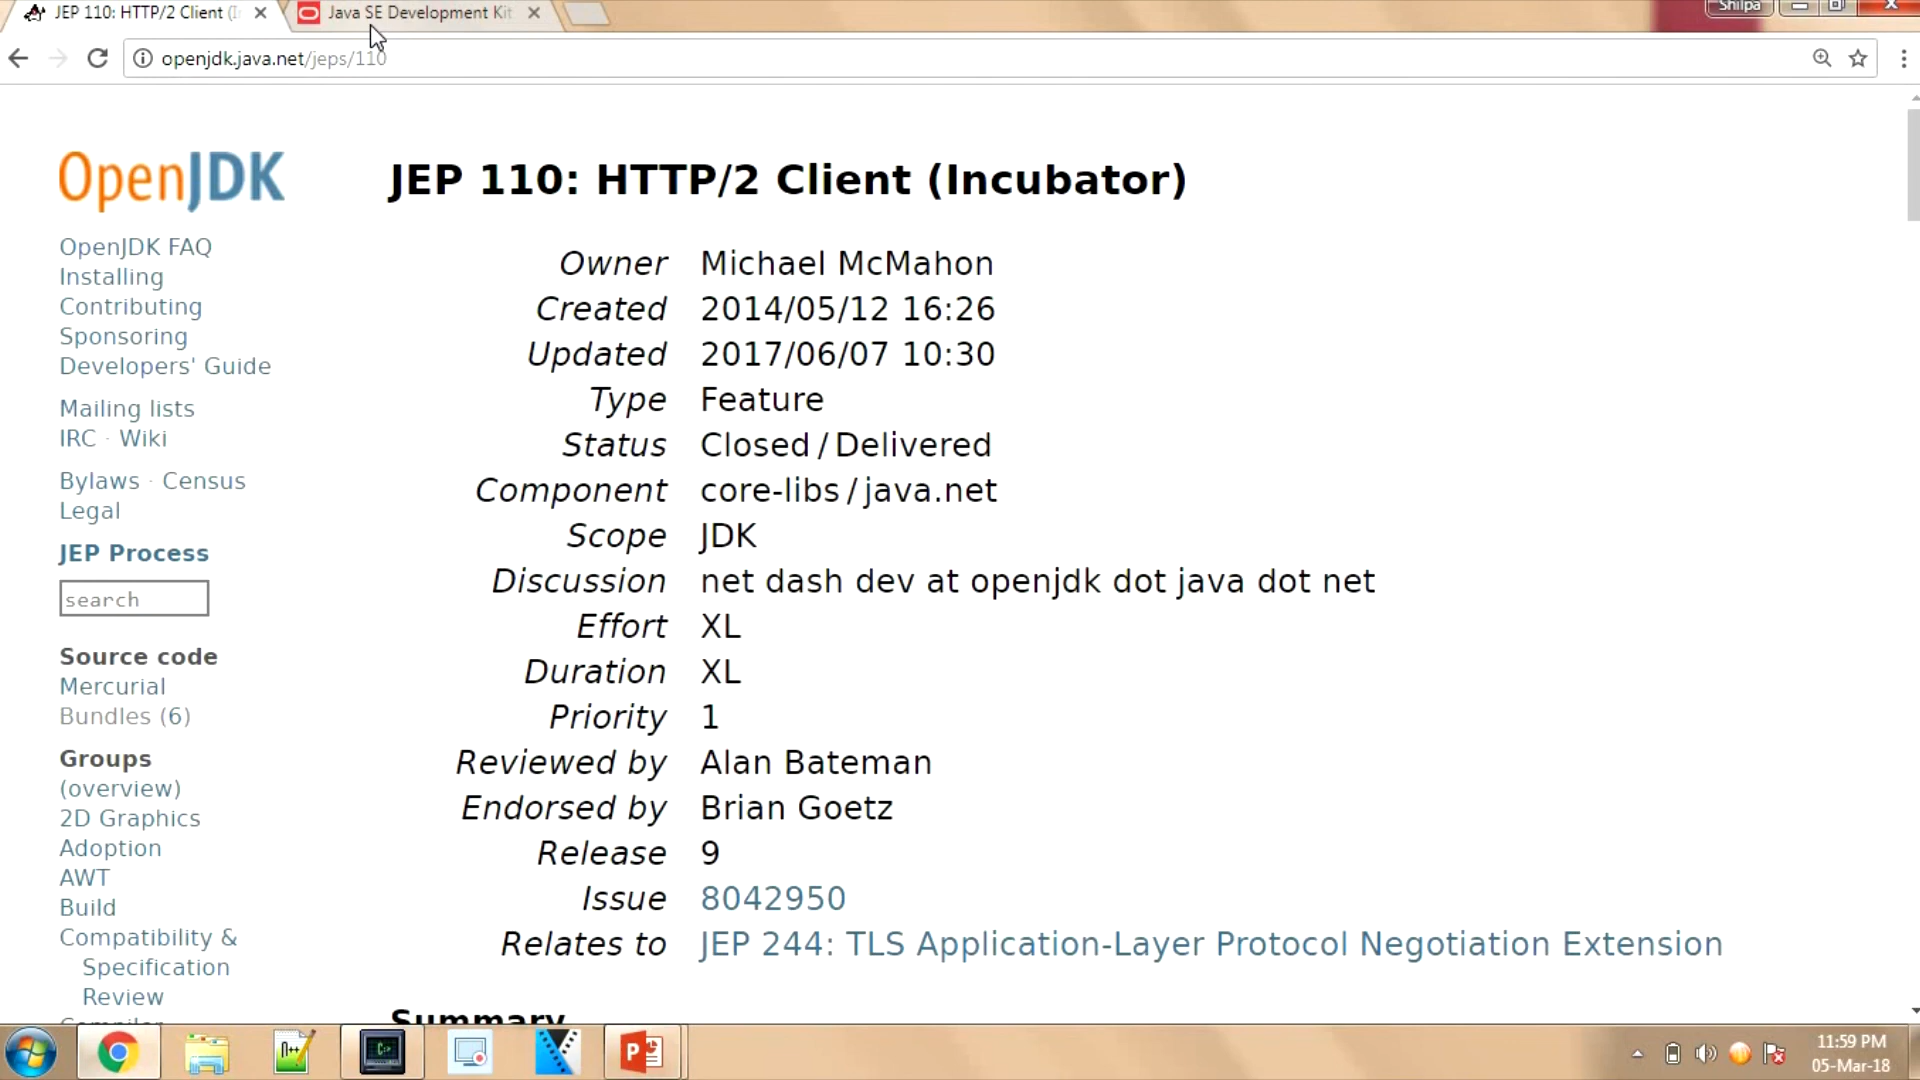 JEP 110: HTTP/2 Client (I
Java SE Development Kit
Shilpa
openjdk.java.net/jeps/110
OpenJDK
OpenJDK FAQ
Installing
Contributing
Sponsoring
Developers' Guide
Mailing lists
IRC · Wiki
Bylaws · Census
Legal
JEP Process
search
Source code
Mercurial
Bundles (6)
Groups
(overview)
2D Graphics
Adoption
AWT
Build
Compatibility &
Specification
Review
Compiler
JEP 110: HTTP/2 Client (Incubator)
Owner Michael McMahon
Created 2014/05/12 16:26
Updated 2017/06/07 10:30
Type Feature
Status Closed / Delivered
Component core-libs / java.net
Scope JDK
Discussion net dash dev at openjdk dot java dot net
Effort XL
Duration XL
Priority 1
Reviewed by Alan Bateman
Endorsed by Brian Goetz
Release 9
Issue 8042950
Relates to JEP 244: TLS Application-Layer Protocol Negotiation Extension
Summary
11:59 PM
05-Mar-18